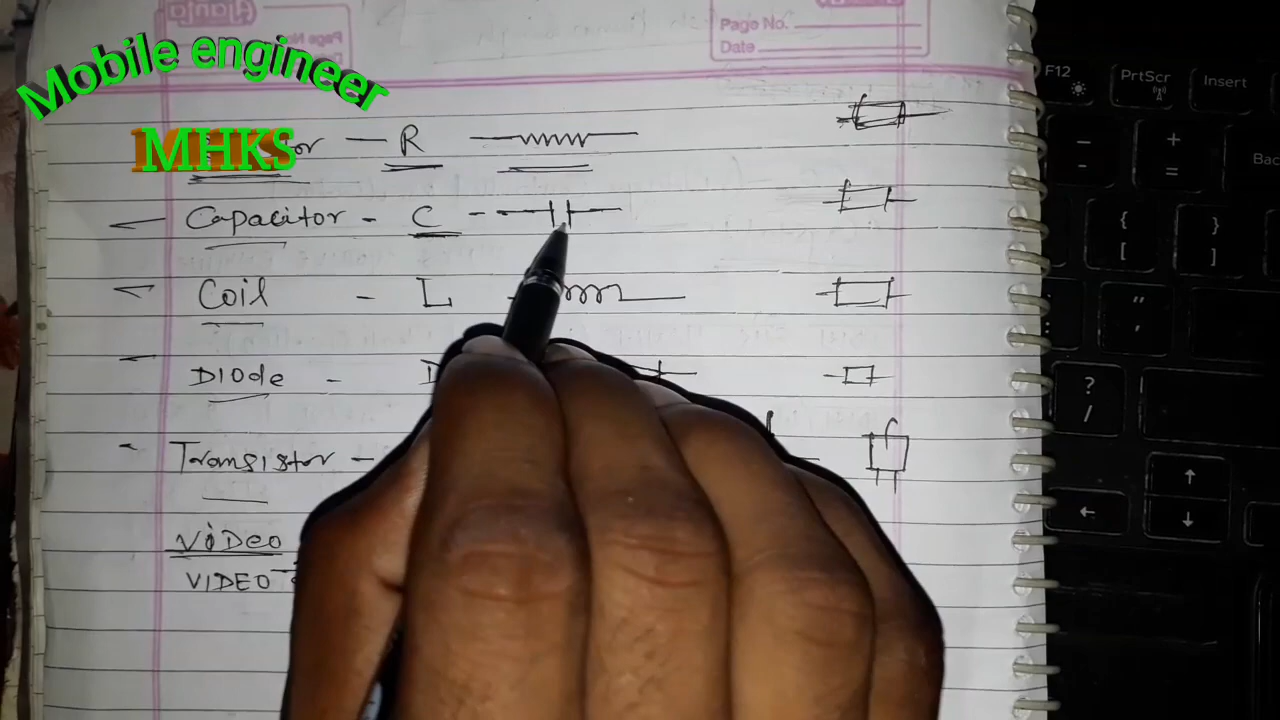 Page No.
Date
Mobile engineer
MHKS
R
Capacitor - C -
Coil - L
Diode -
Transistor -
VIDEO
VIDEO
F12
PrtScr
Insert
- -
+ =
{ [
} ]
" '
? /